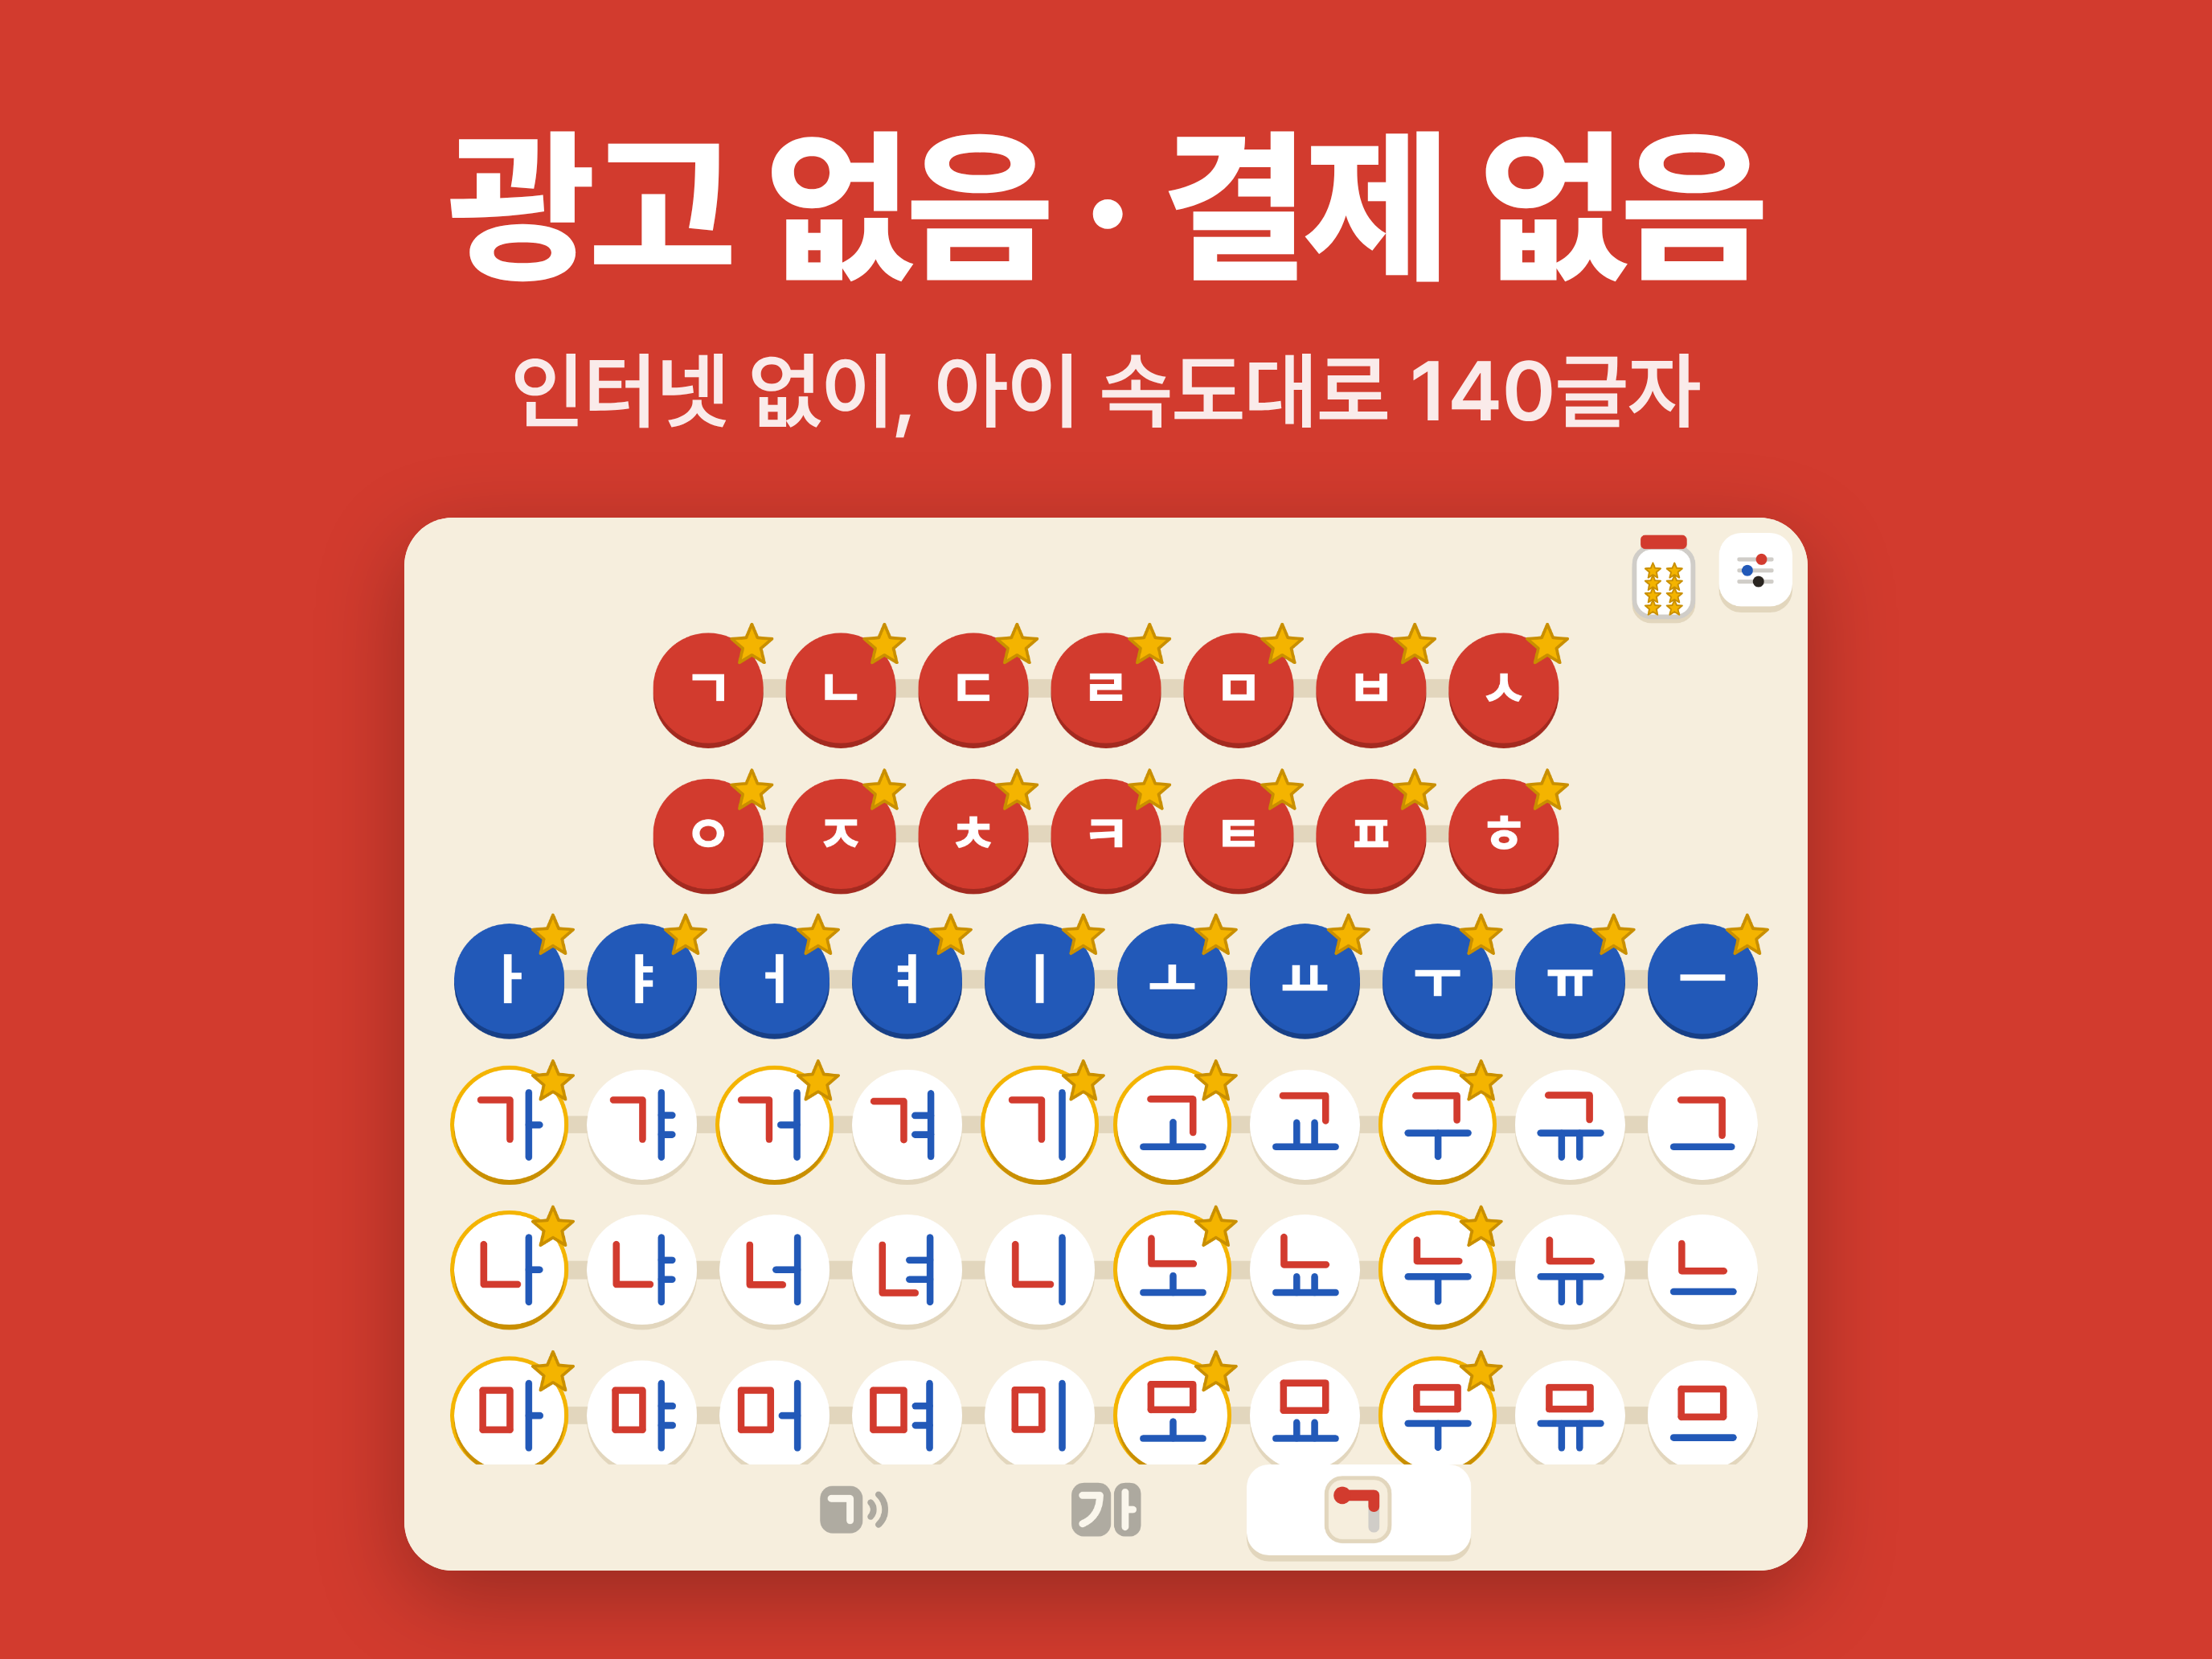 광고 없음 · 결제 없음
인터넷 없이, 아이 속도대로 140글자
ㄱ ㄴ ㄷ ㄹ ㅁ ㅂ ㅅ
ㅇ ㅈ ㅊ ㅋ ㅌ ㅍ ㅎ
ㅏ ㅑ ㅓ ㅕ ㅣ ㅗ ㅛ ㅜ ㅠ ㅡ
가 갸 거 겨 기 고 교 구 규 그
나 냐 너 녀 니 노 뇨 누 뉴 느
마 먀 머 며 미 모 묘 무 뮤 므
ㄱ 가 ㄱ